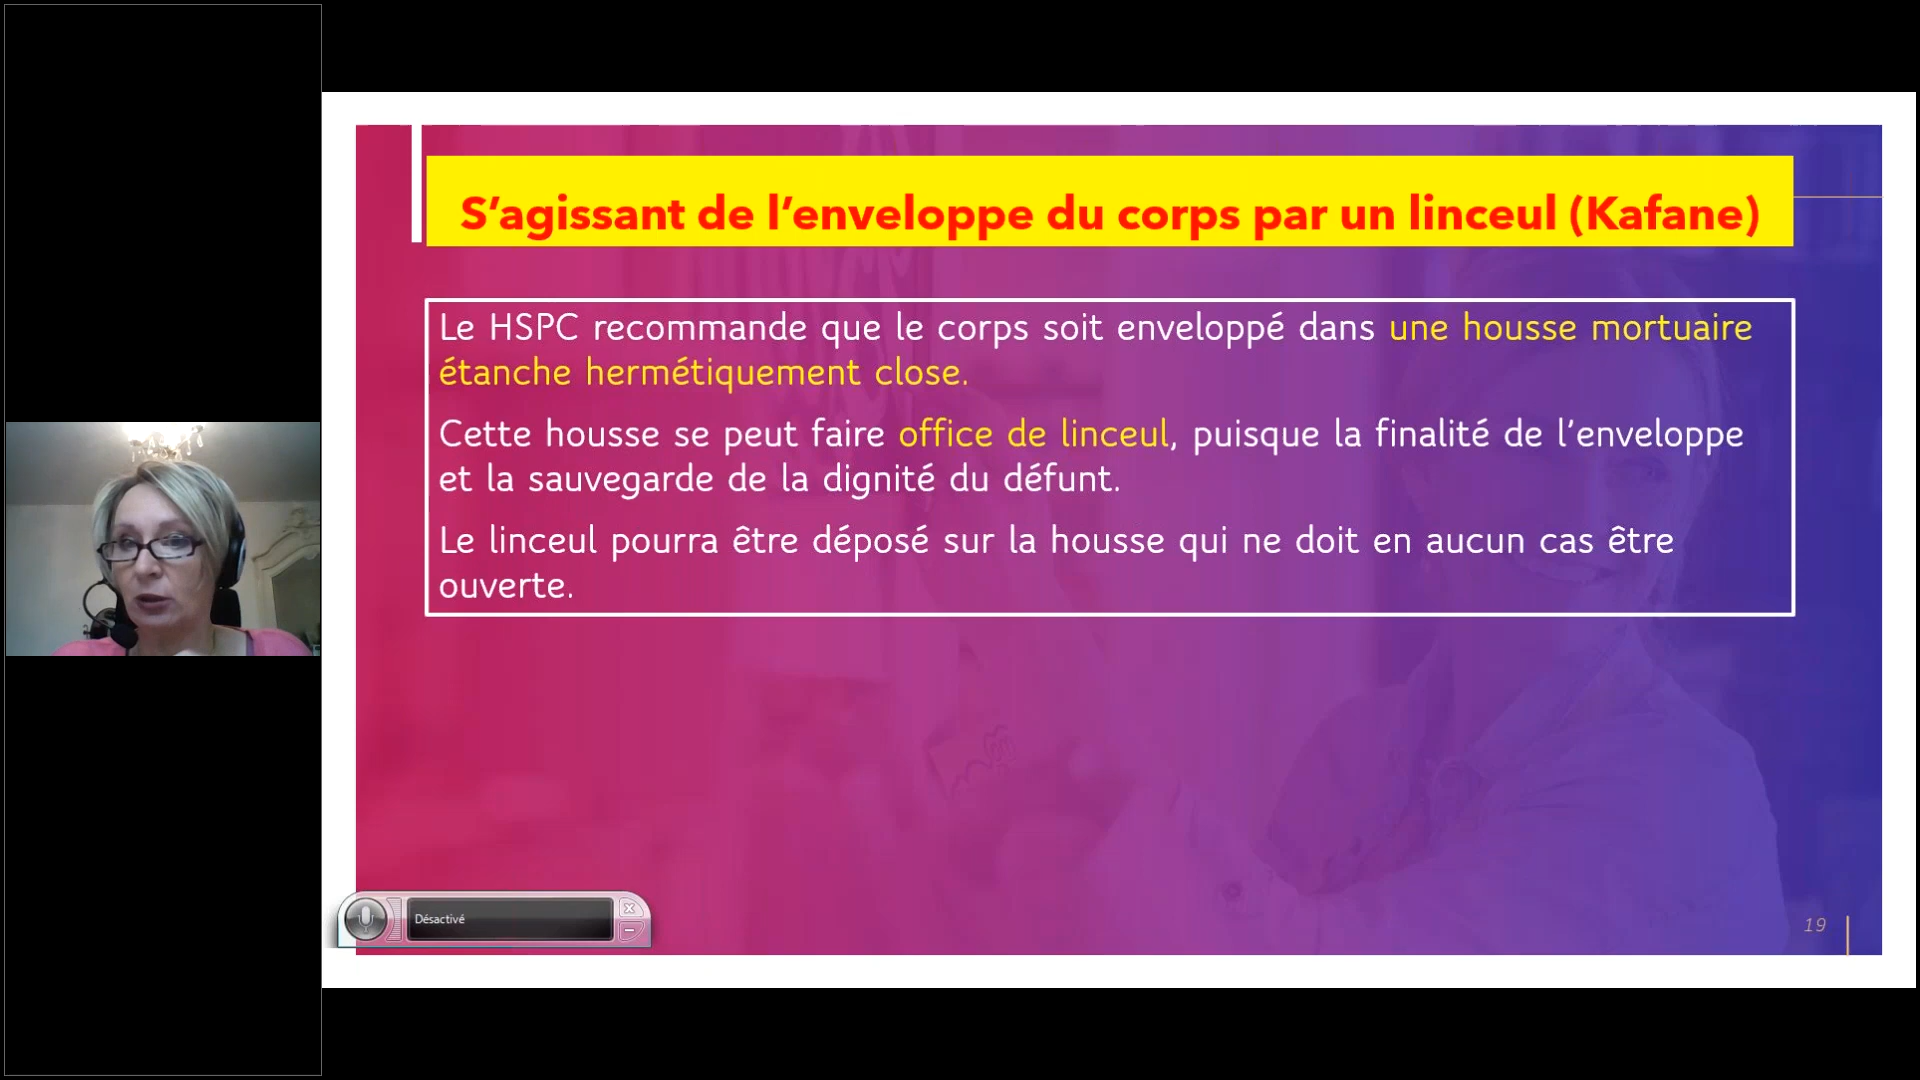 S’agissant de l’enveloppe du corps par un linceul (Kafane)
Le HSPC recommande que le corps soit enveloppé dans une housse mortuaire
étanche hermétiquement close.
Cette housse se peut faire office de linceul, puisque la finalité de l’enveloppe
et la sauvegarde de la dignité du défunt.
Le linceul pourra être déposé sur la housse qui ne doit en aucun cas être
ouverte.
Désactivé
19